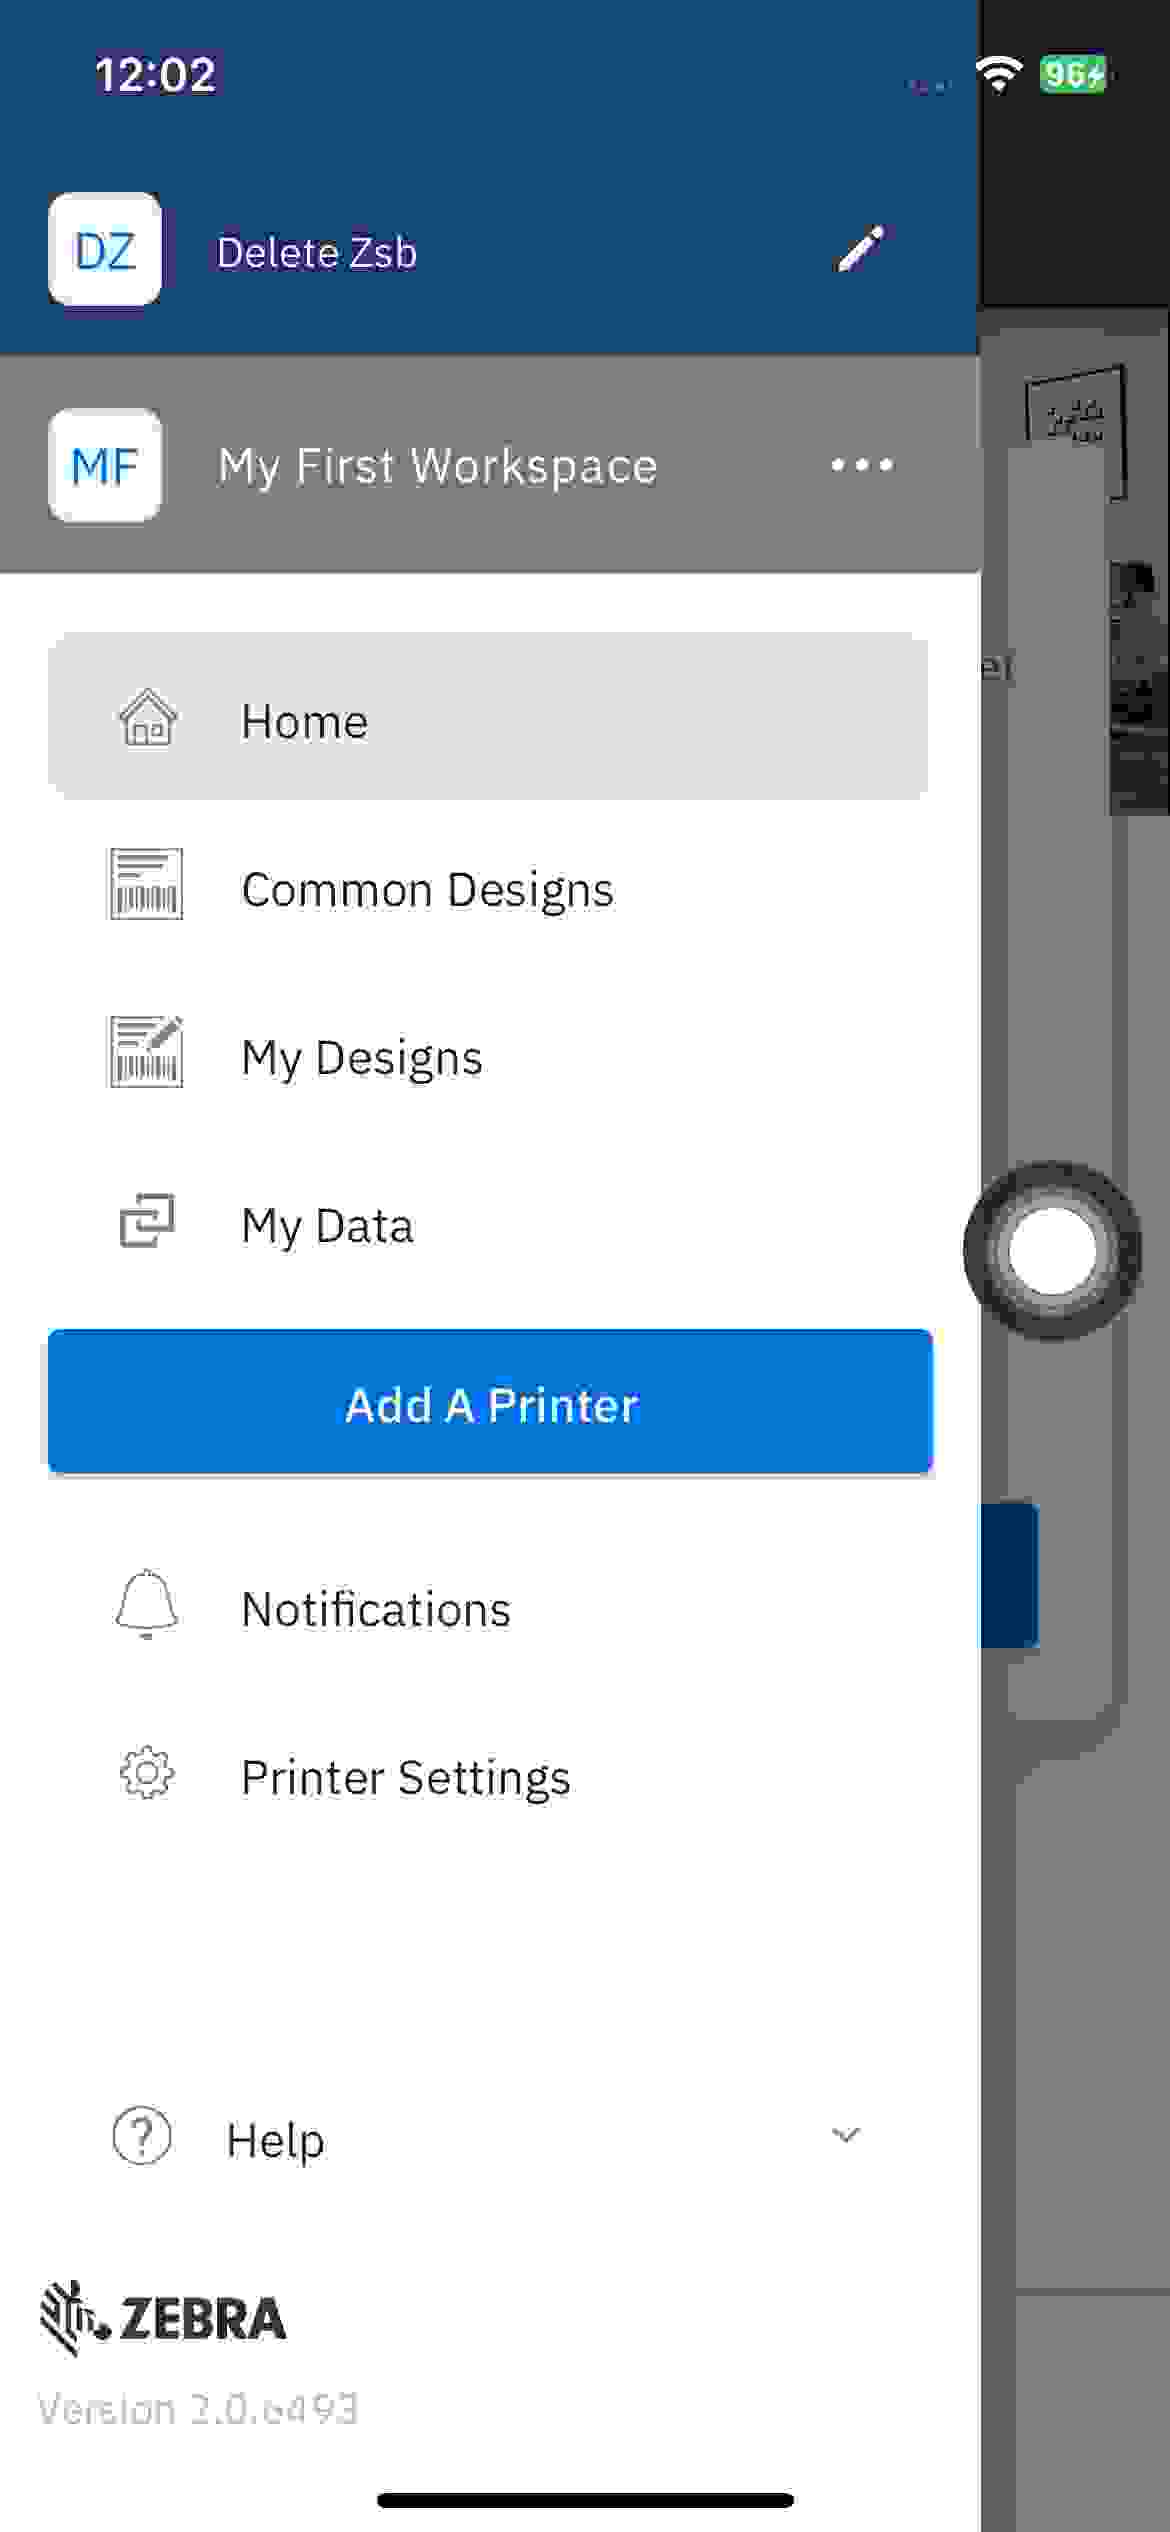 12:02
96
DZ
Delete Zsb
MF
My First Workspace
Home
Common Designs
My Designs
My Data
Add A Printer
Notifications
Printer Settings
Help
ZEBRA
Version 2.0.6493